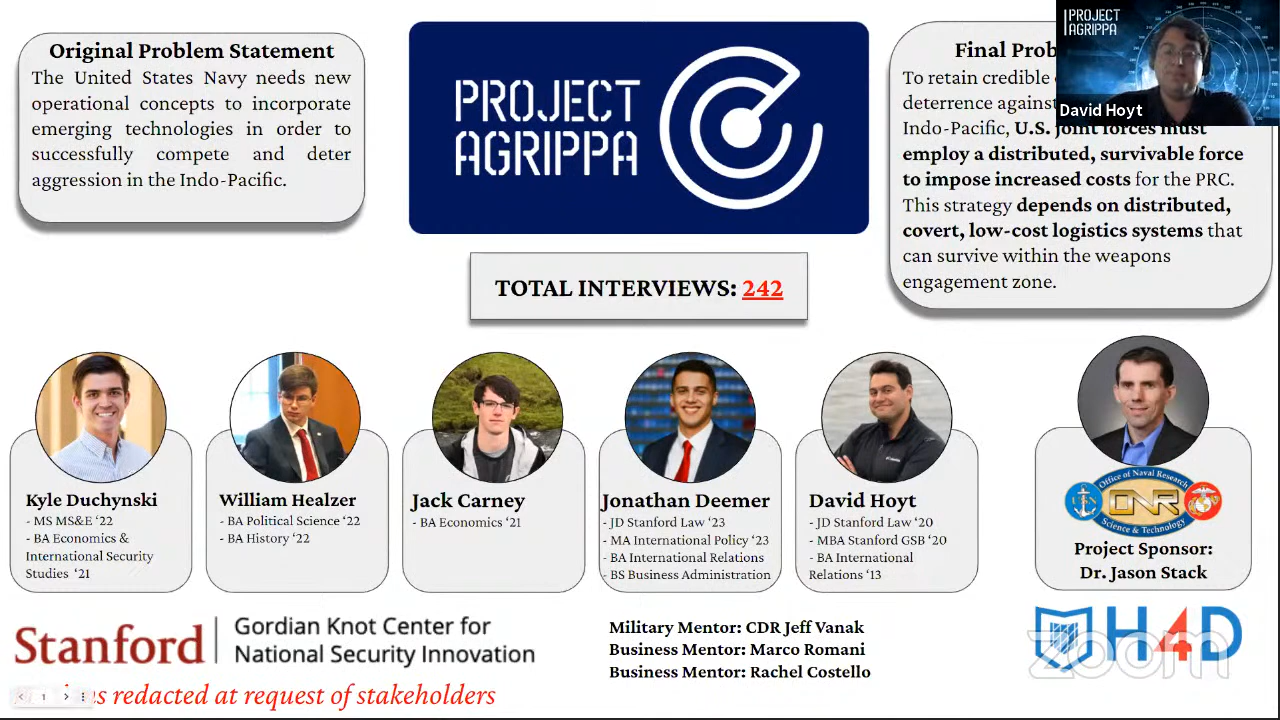 Original Problem Statement
The United States Navy needs new
operational concepts to incorporate
emerging technologies in order to
successfully compete and deter
aggression in the Indo-Pacific.
PROJECT
AGRIPPA
TOTAL INTERVIEWS: 242
Final
To retain credible
deterrence against
Indo-Pacific, U.S. joint forces must
employ a distributed, survivable force
to impose increased costs for the PRC.
This strategy depends on distributed,
covert, low-cost logistics systems that
can survive within the weapons
engagement zone.
PROJECT
AGRIPPA
David Hoyt
Kyle Duchynski
- MS MS&E ‘22
- BA Economics &
International Security
Studies ‘21
William Healzer
- BA Political Science ‘22
- BA History ‘22
Jack Carney
- BA Economics ‘21
Jonathan Deemer
- JD Stanford Law ‘23
- MA International Policy ‘23
- BA International Relations
- BS Business Administration
David Hoyt
- JD Stanford Law ‘20
- MBA Stanford GSB ‘20
- BA International
Relations ‘13
Office of Naval Research
ONR
Science & Technology
Project Sponsor:
Dr. Jason Stack
Stanford
Gordian Knot Center for
National Security Innovation
Military Mentor: CDR Jeff Vanak
Business Mentor: Marco Romani
Business Mentor: Rachel Costello
H4D
zoom
1
redacted at request of stakeholders